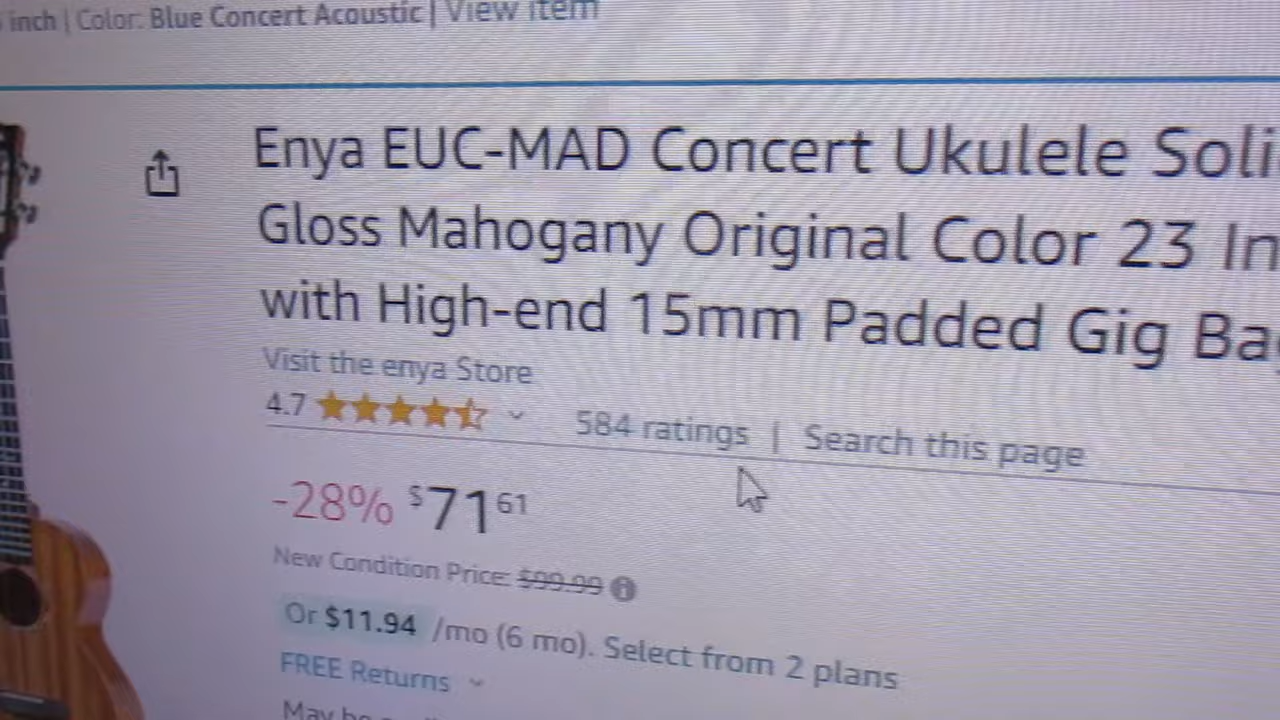 inch | Color: Blue Concert Acoustic | View item
Enya EUC-MAD Concert Ukulele Soli
Gloss Mahogany Original Color 23 In
with High-end 15mm Padded Gig Ba
Visit the enya Store
4.7 584 ratings | Search this page
-28% $71 61
New Condition Price: $99.99
Or $11.94 /mo (6 mo). Select from 2 plans
FREE Returns
May be